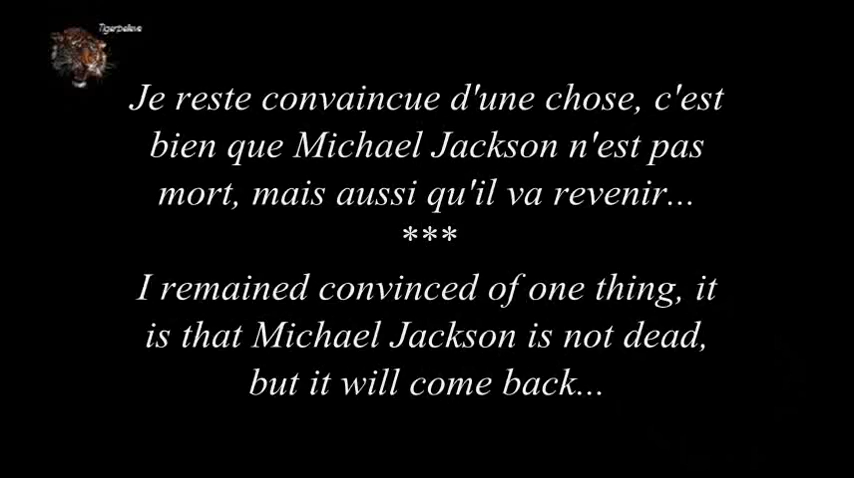 Tigerbelieve
Je reste convaincue d'une chose, c'est
bien que Michael Jackson n'est pas
mort, mais aussi qu'il va revenir...
***
I remained convinced of one thing, it
is that Michael Jackson is not dead,
but it will come back...